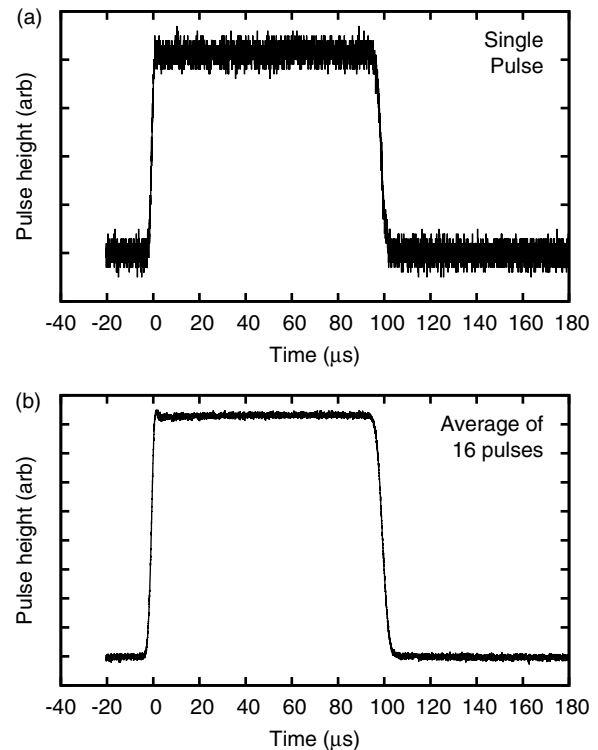 (a)
Single
Pulse
Pulse height (arb)
-40 -20 0 20 40 60 80 100 120 140 160 180
Time (μs)
(b)
Average of
16 pulses
Pulse height (arb)
-40 -20 0 20 40 60 80 100 120 140 160 180
Time (μs)